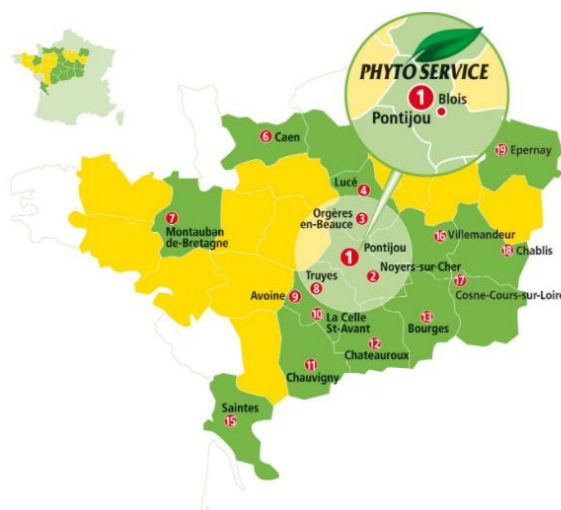 PHYTO SERVICE
1 Blois
Pontijou
6 Caen
19 Epernay
Lucé
4
Orgères
en-Beauce 3
7
Montauban
de-Bretagne
16 Villemandeur
18 Chablis
Pontijou
1
2 Noyers-sur-Cher
17
Cosne-Cours-sur-Loire
Truyes
8
Avoine 9
10 La Celle
St-Avant
13
Bourges
12
Chateauroux
11
Chauvigny
Saintes
15